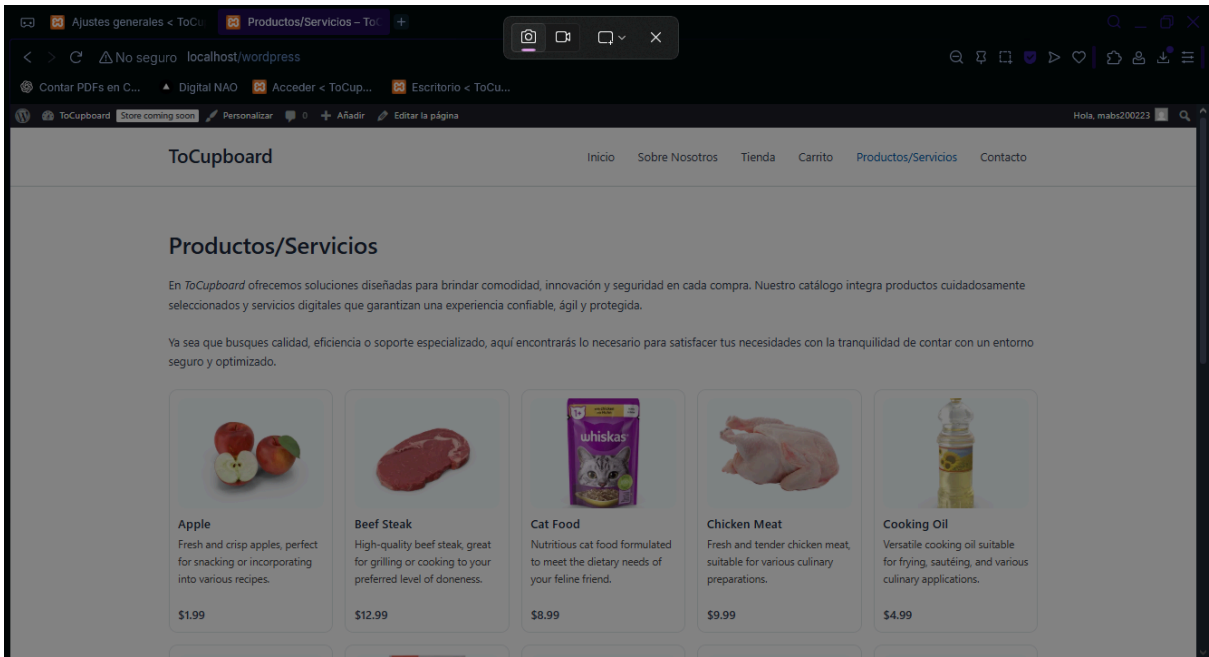 Ajustes generales < ToCu
Productos/Servicios – ToC
No seguro localhost/wordpress
Contar PDFs en C...
Digital NAO
Acceder < ToCup...
Escritorio < ToCu...
ToCupboard
Store coming soon
Personalizar
0
Añadir
Editar la página
Hola, mabs200223
ToCupboard
Inicio
Sobre Nosotros
Tienda
Carrito
Productos/Servicios
Contacto
Productos/Servicios
En ToCupboard ofrecemos soluciones diseñadas para brindar comodidad, innovación y seguridad en cada compra. Nuestro catálogo integra productos cuidadosamente
seleccionados y servicios digitales que garantizan una experiencia confiable, ágil y protegida.
Ya sea que busques calidad, eficiencia o soporte especializado, aquí encontrarás lo necesario para satisfacer tus necesidades con la tranquilidad de contar con un entorno
seguro y optimizado.
1+
whiskas
Apple
Fresh and crisp apples, perfect
for snacking or incorporating
into various recipes.
$1.99
Beef Steak
High-quality beef steak, great
for grilling or cooking to your
preferred level of doneness.
$12.99
Cat Food
Nutritious cat food formulated
to meet the dietary needs of
your feline friend.
$8.99
Chicken Meat
Fresh and tender chicken meat,
suitable for various culinary
preparations.
$9.99
Cooking Oil
Versatile cooking oil suitable
for frying, sautéing, and various
culinary applications.
$4.99